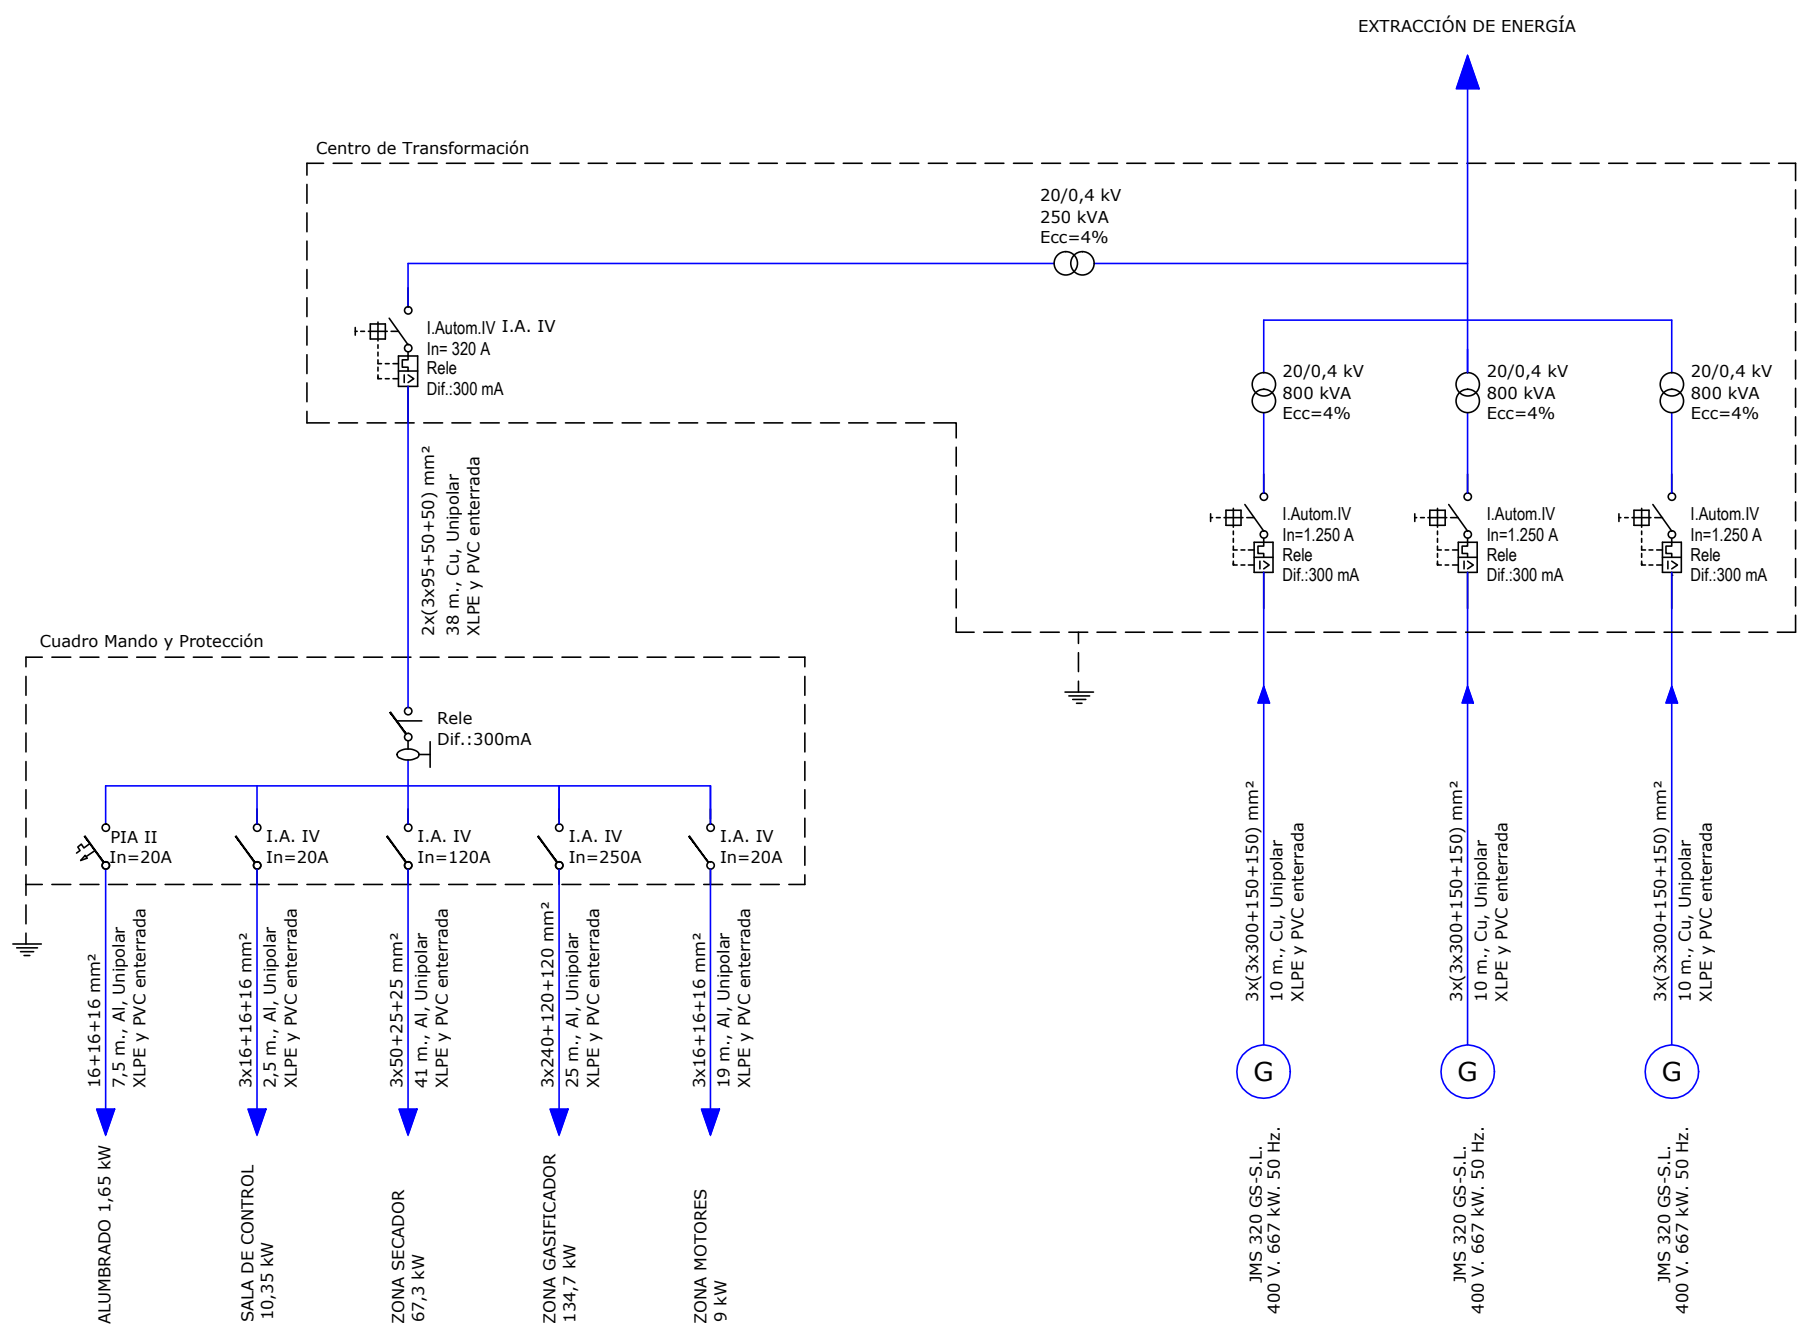 EXTRACCIÓN DE ENERGÍA
Centro de Transformación
20/0,4 kV
250 kVA
Ecc=4%
I.Autom.IV I.A. IV
In= 320 A
Rele
Dif.:300 mA
20/0,4 kV
800 kVA
Ecc=4%
20/0,4 kV
800 kVA
Ecc=4%
20/0,4 kV
800 kVA
Ecc=4%
I.Autom.IV
In=1.250 A
Rele
Dif.:300 mA
I.Autom.IV
In=1.250 A
Rele
Dif.:300 mA
I.Autom.IV
In=1.250 A
Rele
Dif.:300 mA
2x(3x95+50+50) mm²
38 m., Cu, Unipolar
XLPE y PVC enterrada
Cuadro Mando y Protección
Rele
Dif.:300mA
PIA II
In=20A
I.A. IV
In=20A
I.A. IV
In=120A
I.A. IV
In=250A
I.A. IV
In=20A
16+16+16 mm²
7,5 m., Al, Unipolar
XLPE y PVC enterrada
3x16+16+16 mm²
2,5 m., Al, Unipolar
XLPE y PVC enterrada
3x50+25+25 mm²
41 m., Al, Unipolar
XLPE y PVC enterrada
3x240+120+120 mm²
25 m., Al, Unipolar
XLPE y PVC enterrada
3x16+16+16 mm²
19 m., Al, Unipolar
XLPE y PVC enterrada
3x(3x300+150+150) mm²
10 m., Cu, Unipolar
XLPE y PVC enterrada
3x(3x300+150+150) mm²
10 m., Cu, Unipolar
XLPE y PVC enterrada
3x(3x300+150+150) mm²
10 m., Cu, Unipolar
XLPE y PVC enterrada
G
G
G
ALUMBRADO 1,65 kW
SALA DE CONTROL
10,35 kW
ZONA SECADOR
67,3 kW
ZONA GASIFICADOR
134,7 kW
ZONA MOTORES
9 kW
JMS 320 GS-S.L.
400 V. 667 kW. 50 Hz.
JMS 320 GS-S.L.
400 V. 667 kW. 50 Hz.
JMS 320 GS-S.L.
400 V. 667 kW. 50 Hz.